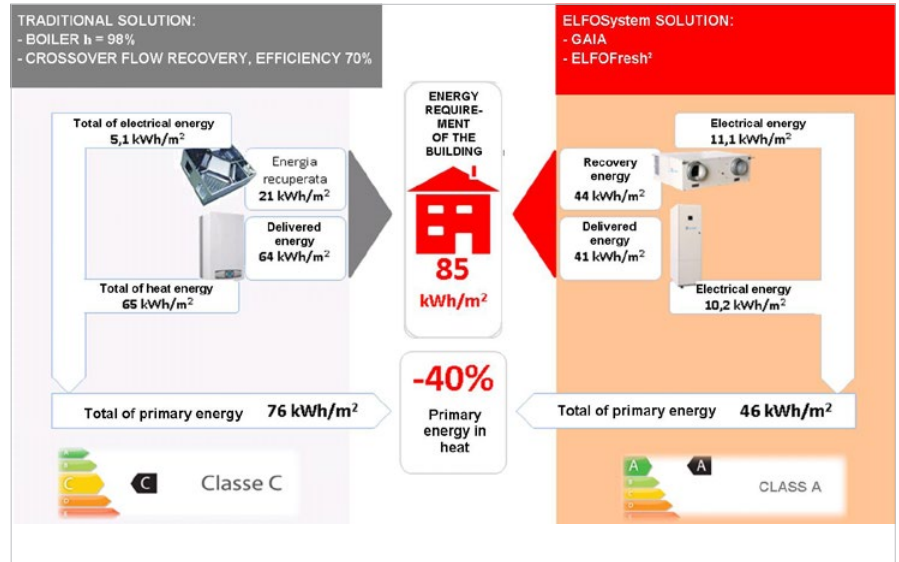 TRADITIONAL SOLUTION:
- BOILER h = 98%
- CROSSOVER FLOW RECOVERY, EFFICIENCY 70%
ELFOSystem SOLUTION:
- GAIA
- ELFOFresh²
Total of electrical energy
5,1 kWh/m²
Energia
recuperata
21 kWh/m²
Delivered
energy
64 kWh/m²
Total of heat energy
65 kWh/m²
ENERGY
REQUIRE-
MENT
OF THE
BUILDING
85
kWh/m²
Electrical energy
11,1 kWh/m²
Recovery
energy
44 kWh/m²
Delivered
energy
41 kWh/m²
Electrical energy
10,2 kWh/m²
Total of primary energy 76 kWh/m²
-40%
Primary
energy in
heat
Total of primary energy 46 kWh/m²
C
C
Classe C
A
A
B
C
D
CLASS A